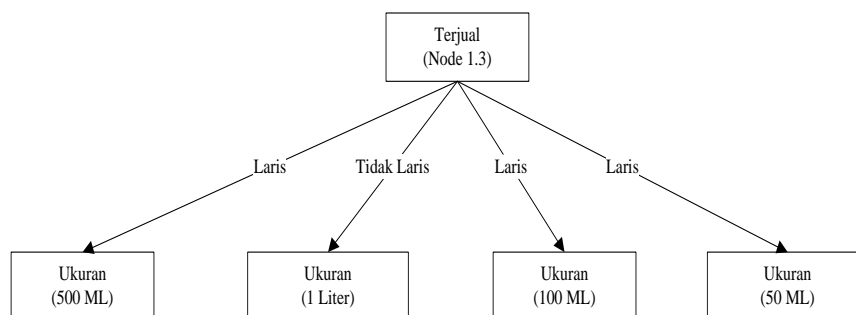 Terjual
(Node 1.3)
Laris
Tidak Laris
Laris
Laris
Ukuran
(500 ML)
Ukuran
(1 Liter)
Ukuran
(100 ML)
Ukuran
(50 ML)